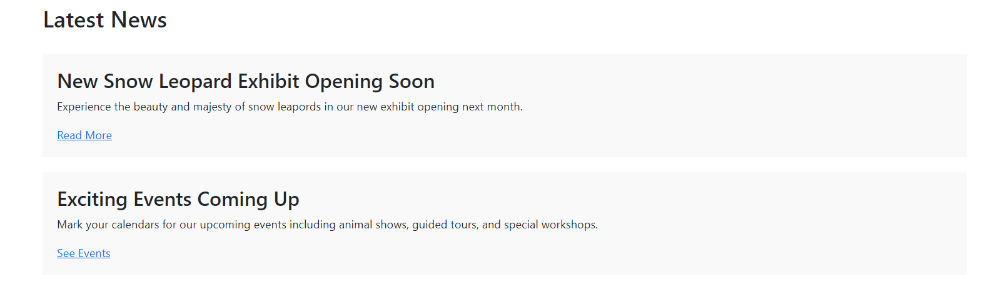 Latest News
New Snow Leopard Exhibit Opening Soon
Experience the beauty and majesty of snow leapords in our new exhibit opening next month.
Read More
Exciting Events Coming Up
Mark your calendars for our upcoming events including animal shows, guided tours, and special workshops.
See Events